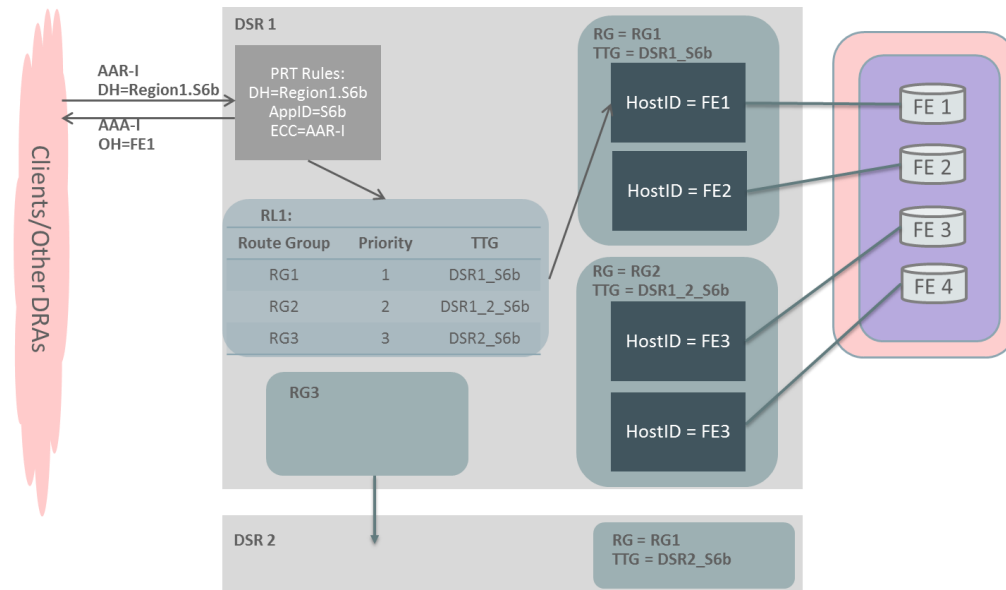 DSR 1
AAR-I
DH=Region1.S6b
AAA-I
OH=FE1
Clients/Other DRAs
PRT Rules:
DH=Region1.S6b
AppID=S6b
ECC=AAR-I
RL1:
Route Group Priority TTG
RG1 1 DSR1_S6b
RG2 2 DSR1_2_S6b
RG3 3 DSR2_S6b
RG3
RG = RG1
TTG = DSR1_S6b
HostID = FE1
HostID = FE2
RG = RG2
TTG = DSR1_2_S6b
HostID = FE3
HostID = FE3
FE 1
FE 2
FE 3
FE 4
DSR 2
RG = RG1
TTG = DSR2_S6b